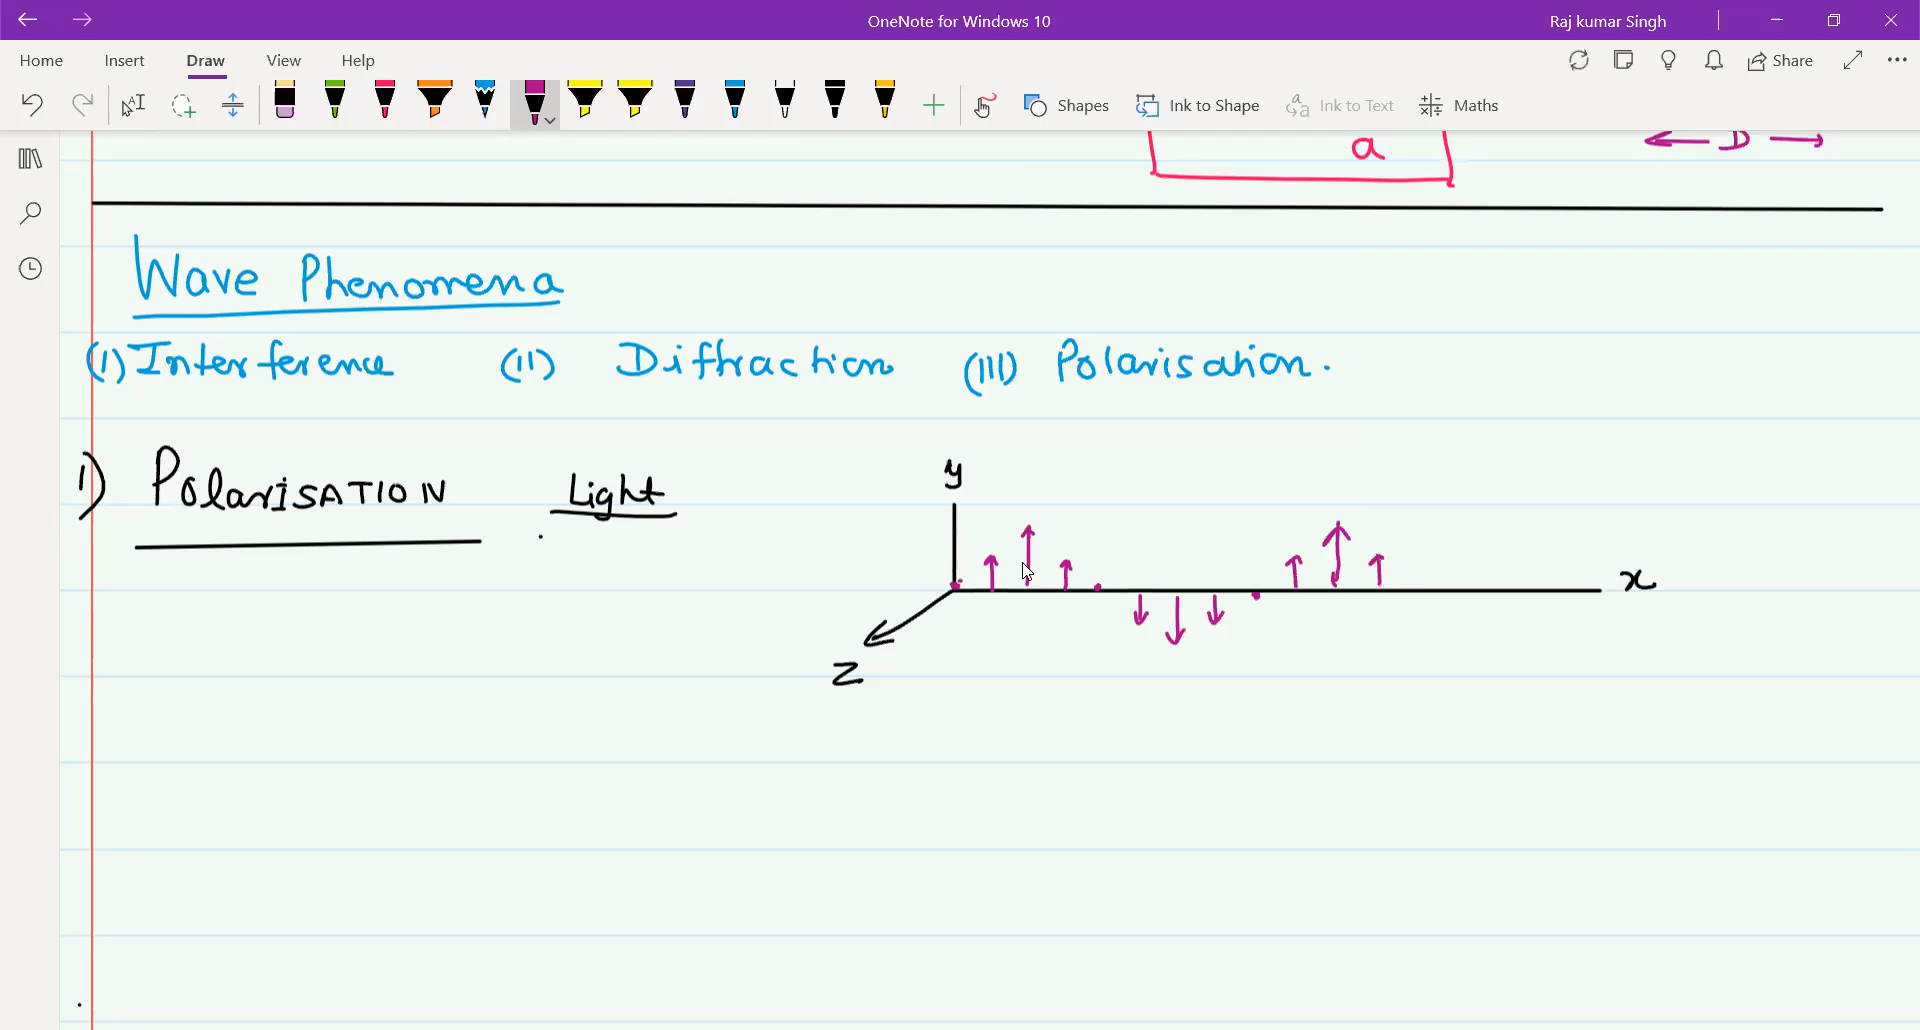 OneNote for Windows 10
Raj kumar Singh
Home Insert Draw View Help
Share
Shapes Ink to Shape Ink to Text Maths
a
← D →
Wave Phenomena
(I) Interference (II) Diffraction (III) Polarisation.
1) PolarISATION Light
y
x
Z